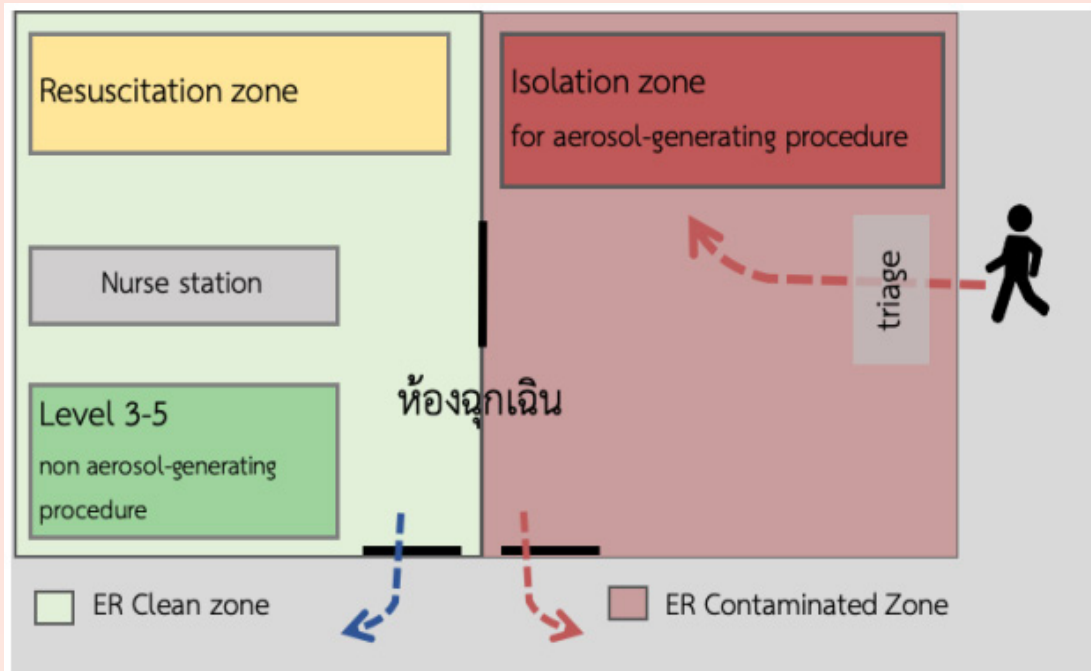 Resuscitation zone
Isolation zone
for aerosol-generating procedure
Nurse station
triage
ห้องฉุกเฉิน
Level 3-5
non aerosol-generating
procedure
ER Clean zone
ER Contaminated Zone